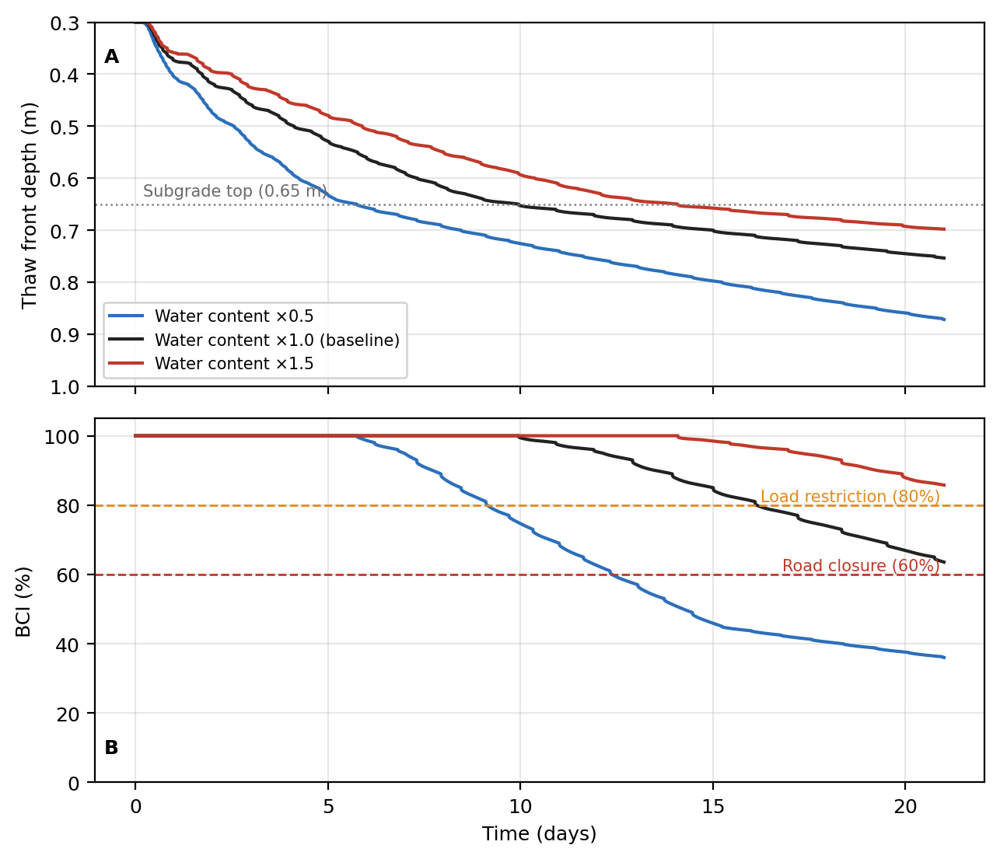 0.3
A
0.4
0.5
0.6
Subgrade top (0.65 m)
0.7
0.8
0.9
1.0
Thaw front depth (m)
Water content ×0.5
Water content ×1.0 (baseline)
Water content ×1.5
100
80
Load restriction (80%)
60
Road closure (60%)
40
20
0
BCI (%)
B
0 5 10 15 20
Time (days)